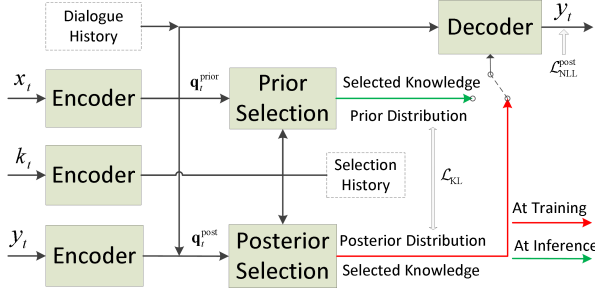 Dialogue
History
Decoder
y_t
ℒ_NLL^post
x_t
Encoder
q_t^prior
Prior
Selection
Selected Knowledge
Prior Distribution
k_t
Encoder
Selection
History
ℒ_KL
y_t
Encoder
q_t^post
Posterior
Selection
Posterior Distribution
Selected Knowledge
At Training
At Inference